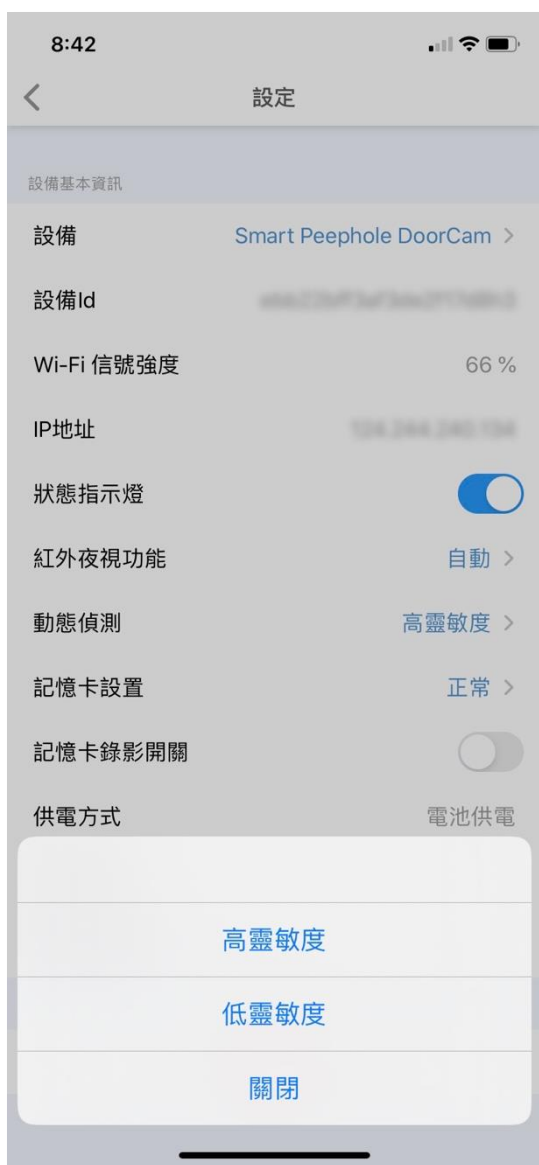 8:42
設定
設備基本資訊
設備 Smart Peephole DoorCam
設備Id
Wi-Fi 信號強度 66 %
IP地址
狀態指示燈
紅外夜視功能 自動
動態偵測 高靈敏度
記憶卡設置 正常
記憶卡錄影開關
供電方式 電池供電
高靈敏度
低靈敏度
關閉